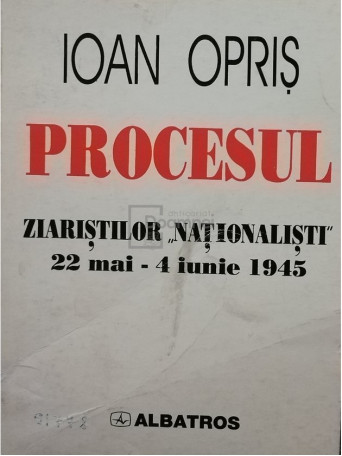 IOAN OPRIȘ
PROCESUL
ZIARIȘTILOR „NAȚIONALIȘTI"
22 mai - 4 iunie 1945
ALBATROS